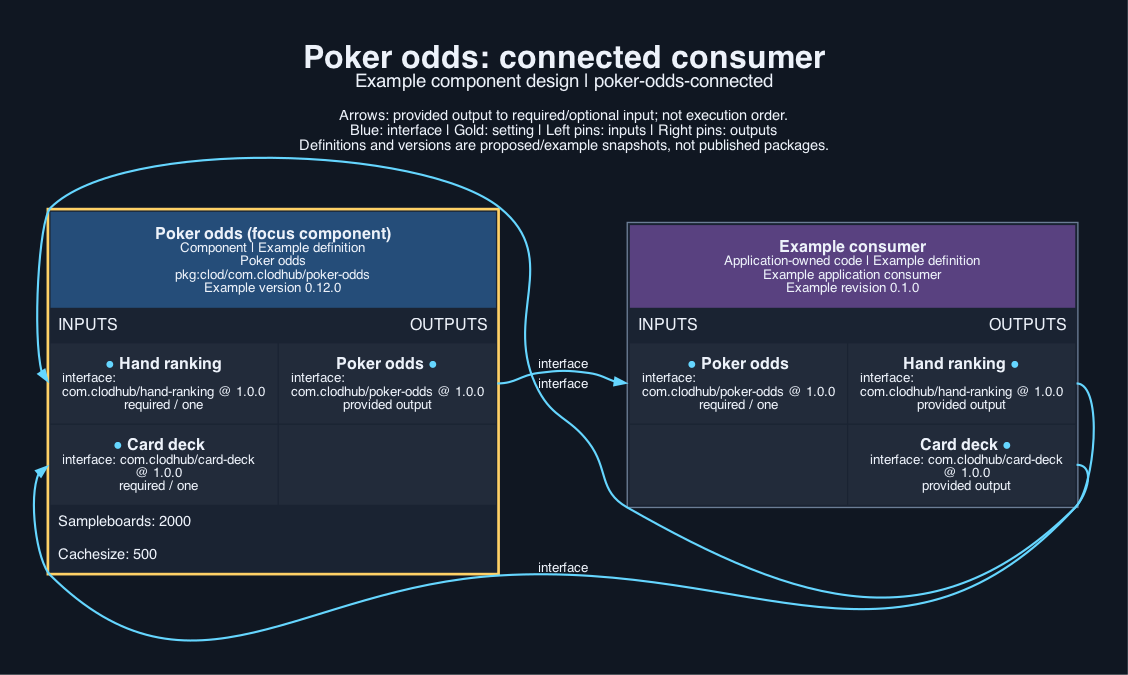 Poker odds: connected consumer
Example component design | poker-odds-connected
Arrows: provided output to required/optional input; not execution order.
Blue: interface | Gold: setting | Left pins: inputs | Right pins: outputs
Definitions and versions are proposed/example snapshots, not published packages.
Poker odds (focus component)
Component | Example definition
Poker odds
pkg:clod/com.clodhub/poker-odds
Example version 0.12.0
INPUTS
OUTPUTS
Hand ranking
interface:
com.clodhub/hand-ranking @ 1.0.0
required / one
Poker odds
interface:
com.clodhub/poker-odds @ 1.0.0
provided output
Card deck
interface: com.clodhub/card-deck
@ 1.0.0
required / one
Sampleboards: 2000
Cachesize: 500
interface
interface
interface
Example consumer
Application-owned code | Example definition
Example application consumer
Example revision 0.1.0
INPUTS
OUTPUTS
Poker odds
interface:
com.clodhub/poker-odds @ 1.0.0
required / one
Hand ranking
interface:
com.clodhub/hand-ranking @ 1.0.0
provided output
Card deck
interface: com.clodhub/card-deck
@ 1.0.0
provided output